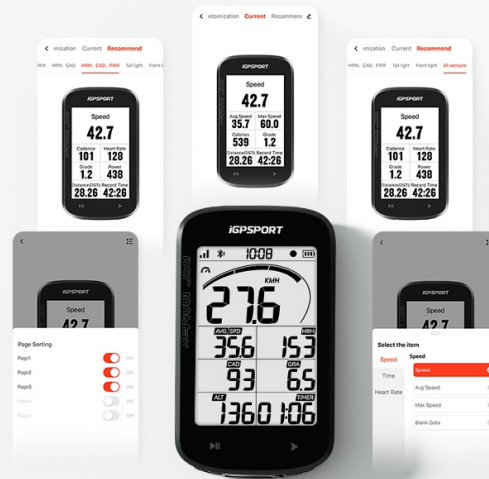 omization Current Recommend
HRM, CAD HRM, CAD, PWR Tail light Front l
iGPSPORT
Speed
42.7
Cadence Heart Rate
101 128
Grade Power
1.2 438
Distance(DST) Record Time
28.26 42:26
otomization Current Recommen
iGPSPORT
Speed
42.7
Avg Speed Max Speed
35.7 60.0
Calories Grade
539 1.2
Distance(DST) Record Time
28.26 42:26
mization Current Recommend
HRM, CAD, PWR Tail light Front light All sensors
iGPSPORT
Speed
42.7
Cadence Heart Rate
101 128
Grade Power
1.2 438
Distance(DST) Record Time
28.26 42:26
iGPSPORT
Speed
42.7
Page Sorting
Page1
Page2
Page3
Page4
Page5
iGPSPORT
10:08
KMH
27.6
AVG SPD HRM
35.6 153
CAD GRA
93 6.5
ALT TIMER
1360 1:06
iGPSPORT
Speed
42.7
Select the item
Speed Speed
Speed
Time
Avg Speed
Heart Rate
Max Speed
Blank Data